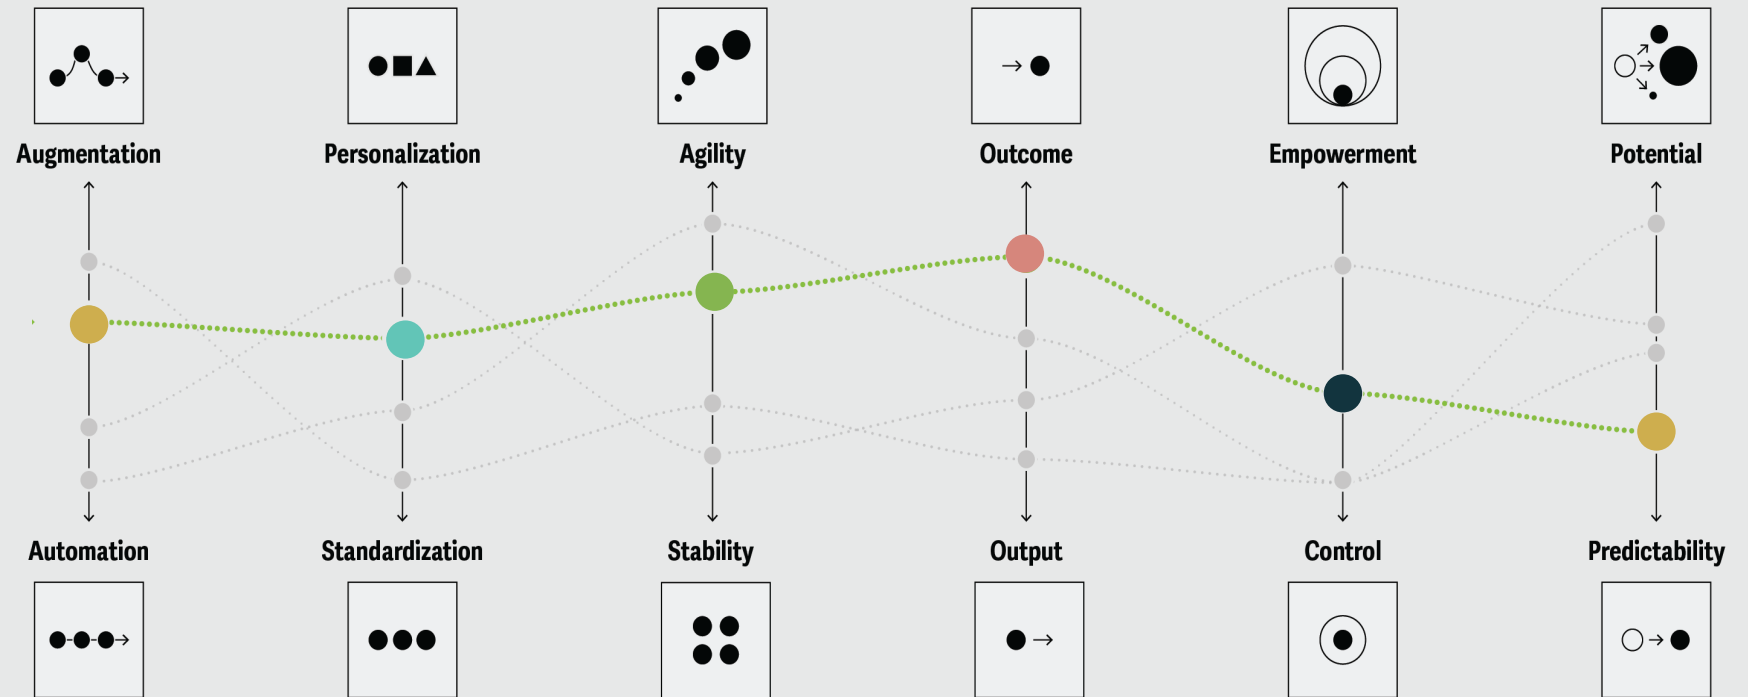 Augmentation
Personalization
Agility
Outcome
Empowerment
Potential
Automation
Standardization
Stability
Output
Control
Predictability